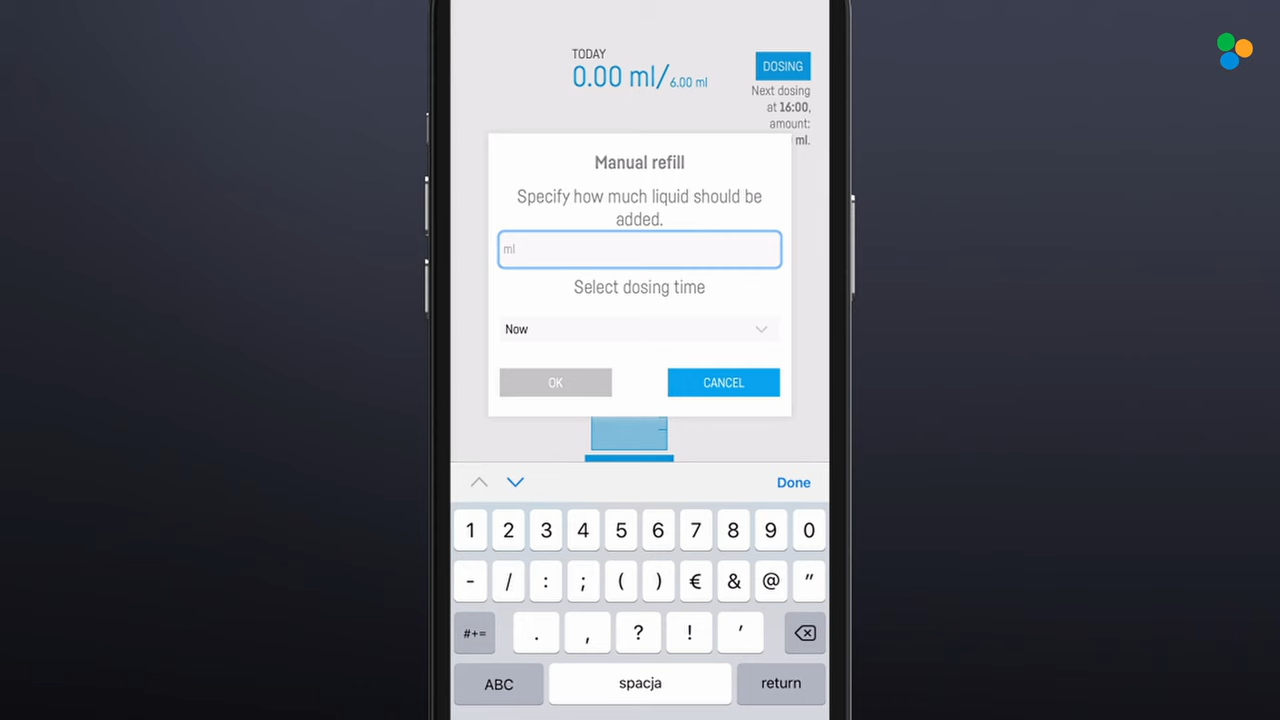 TODAY
0.00 ml/ 6.00 ml
DOSING
Next dosing
at 16:00,
amount:
ml.
Manual refill
Specify how much liquid should be
added.
ml
Select dosing time
Now
OK
CANCEL
Done
1 2 3 4 5 6 7 8 9 0
- / : ; ( ) € & @ "
#+= . , ? ! '
ABC spacja return